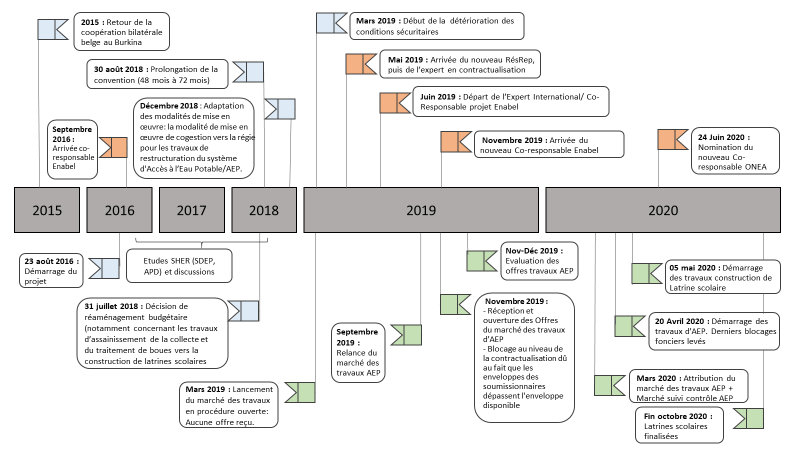 2015 : Retour de la
coopération bilatérale
belge au Burkina
30 août 2018 : Prolongation de la
convention (48 mois à 72 mois)
Décembre 2018 : Adaptation
des modalités de mise en
œuvre: la modalité de mise en
œuvre de cogestion vers la régie
pour les travaux de
restructuration du système
d'Accès à l'Eau Potable/AEP.
Septembre
2016 :
Arrivée co-
responsable
Enabel
Mars 2019 : Début de la détérioration des
conditions sécuritaires
Mai 2019 : Arrivée du nouveau RésRep,
puis de l'expert en contractualisation
Juin 2019 : Départ de l'Expert International/ Co-
Responsable projet Enabel
Novembre 2019 : Arrivée du
nouveau Co-responsable Enabel
24 Juin 2020 :
Nomination du
nouveau Co-
responsable ONEA
2015
2016
2017
2018
2019
2020
23 août 2016 :
Démarrage du
projet
Etudes SHER (SDEP,
APD) et discussions
31 juillet 2018 : Décision de
réaménagement budgétaire
(notamment concernant les travaux
d'assainissement de la collecte et
du traitement de boues vers la
construction de latrines scolaires
Mars 2019 : Lancement
du marché des travaux
en procédure ouverte:
Aucune offre reçu.
Septembre
2019 :
Relance du
marché des
travaux AEP
Nov-Déc 2019 :
Evaluation des
offres travaux AEP
Novembre 2019 :
- Réception et
ouverture des Offres
du marché des travaux
d'AEP
- Blocage au niveau de
la contractualisation dû
au fait que les
enveloppes des
soumissionnaires
dépassent l'enveloppe
disponible
05 mai 2020 : Démarrage
des travaux construction de
Latrine scolaire
20 Avril 2020 : Démarrage des
travaux d'AEP. Derniers blocages
fonciers levés
Mars 2020 : Attribution du
marché des travaux AEP +
Marché suivi contrôle AEP
Fin octobre 2020 :
Latrines scolaires
finalisées